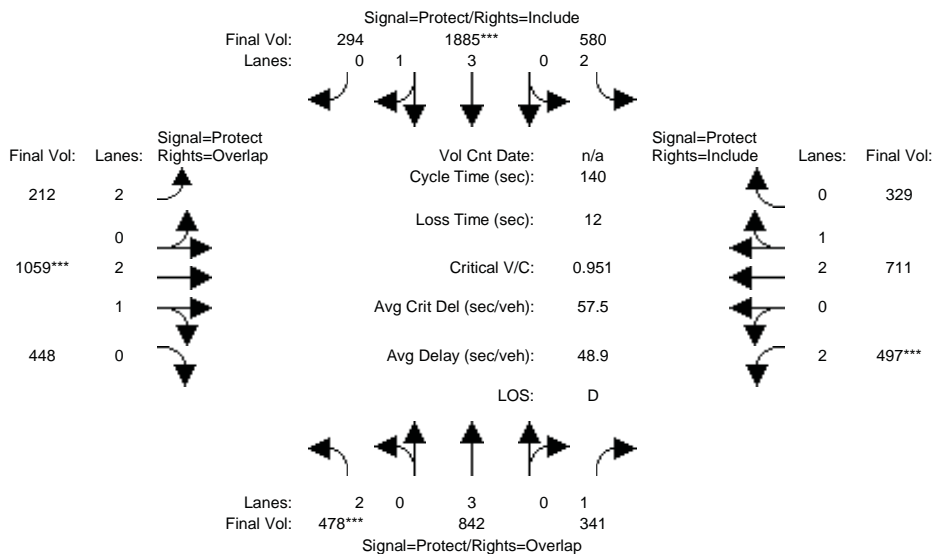 Signal=Protect/Rights=Include
Final Vol: 294 1885*** 580
Lanes: 0 1 3 0 2
Signal=Protect Signal=Protect
Final Vol: Lanes: Rights=Overlap Vol Cnt Date: n/a Rights=Include Lanes: Final Vol:
Cycle Time (sec): 140
212 2 0 329
Loss Time (sec): 12
0 1
1059*** 2 Critical V/C: 0.951 2 711
1 Avg Crit Del (sec/veh): 57.5 0
448 0 Avg Delay (sec/veh): 48.9 2 497***
LOS: D
Lanes: 2 0 3 0 1
Final Vol: 478*** 842 341
Signal=Protect/Rights=Overlap